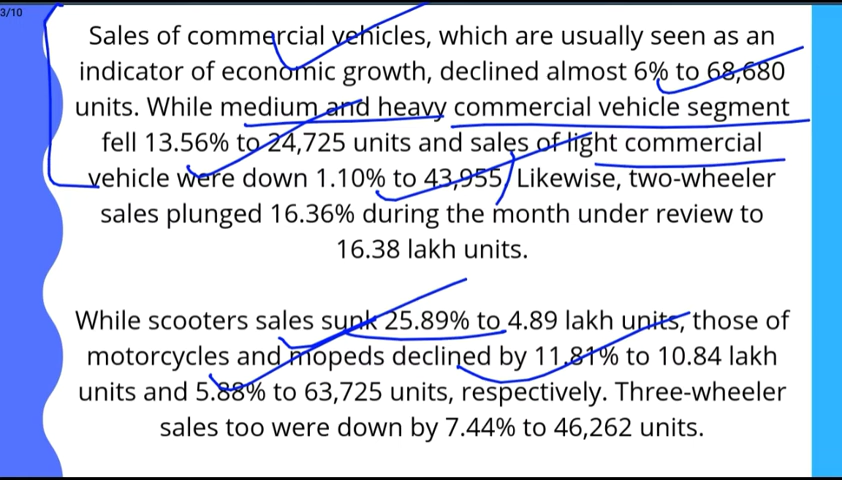 3/10
Sales of commercial vehicles, which are usually seen as an
indicator of economic growth, declined almost 6% to 68,680
units. While medium and heavy commercial vehicle segment
fell 13.56% to 24,725 units and sales of light commercial
vehicle were down 1.10% to 43,955. Likewise, two-wheeler
sales plunged 16.36% during the month under review to
16.38 lakh units.
While scooters sales sunk 25.89% to 4.89 lakh units, those of
motorcycles and mopeds declined by 11.81% to 10.84 lakh
units and 5.88% to 63,725 units, respectively. Three-wheeler
sales too were down by 7.44% to 46,262 units.